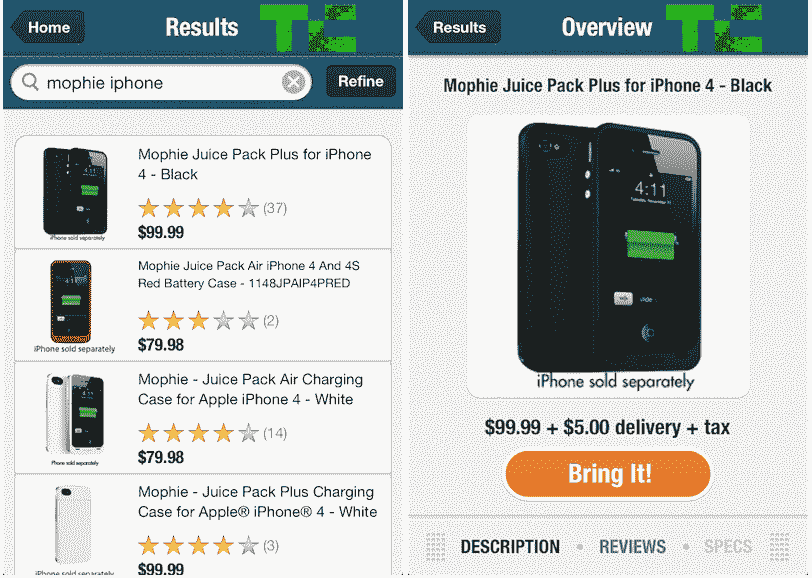 Home
Results
TC
mophie iphone
Refine
Mophie Juice Pack Plus for iPhone
4 - Black
(37)
$99.99
iPhone sold separately
Mophie Juice Pack Air iPhone 4 And 4S
Red Battery Case - 1148JPAIP4PRED
(2)
$79.98
iPhone sold separately
Mophie - Juice Pack Air Charging
Case for Apple iPhone 4 - White
(14)
$79.98
iPhone sold separately
Mophie - Juice Pack Plus Charging
Case for Apple® iPhone® 4 - White
(3)
$99.99
iPhone sold separately
Results
Overview
TC
Mophie Juice Pack Plus for iPhone 4 - Black
4:11
iPhone sold separately
$99.99 + $5.00 delivery + tax
Bring It!
DESCRIPTION • REVIEWS • SPECS